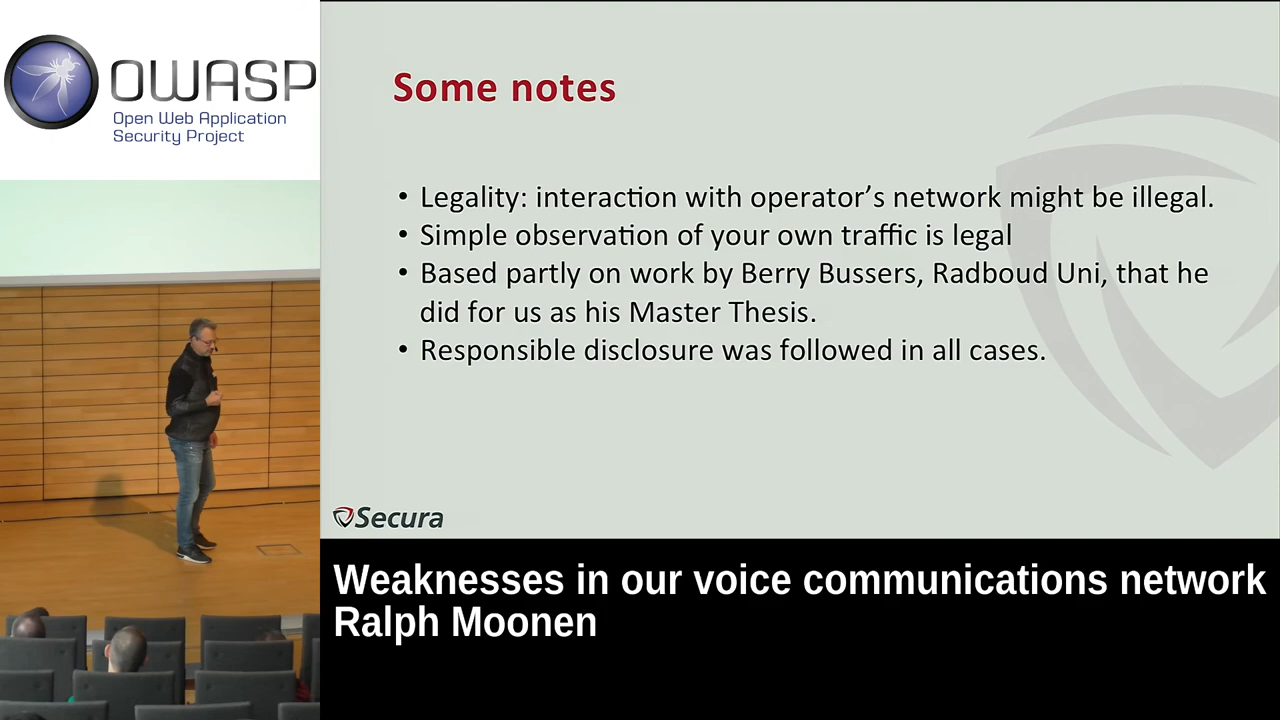 OWASP
Open Web Application
Security Project
Some notes
• Legality: interaction with operator’s network might be illegal.
• Simple observation of your own traffic is legal
• Based partly on work by Berry Bussers, Radboud Uni, that he
did for us as his Master Thesis.
• Responsible disclosure was followed in all cases.
Secura
Weaknesses in our voice communications network
Ralph Moonen